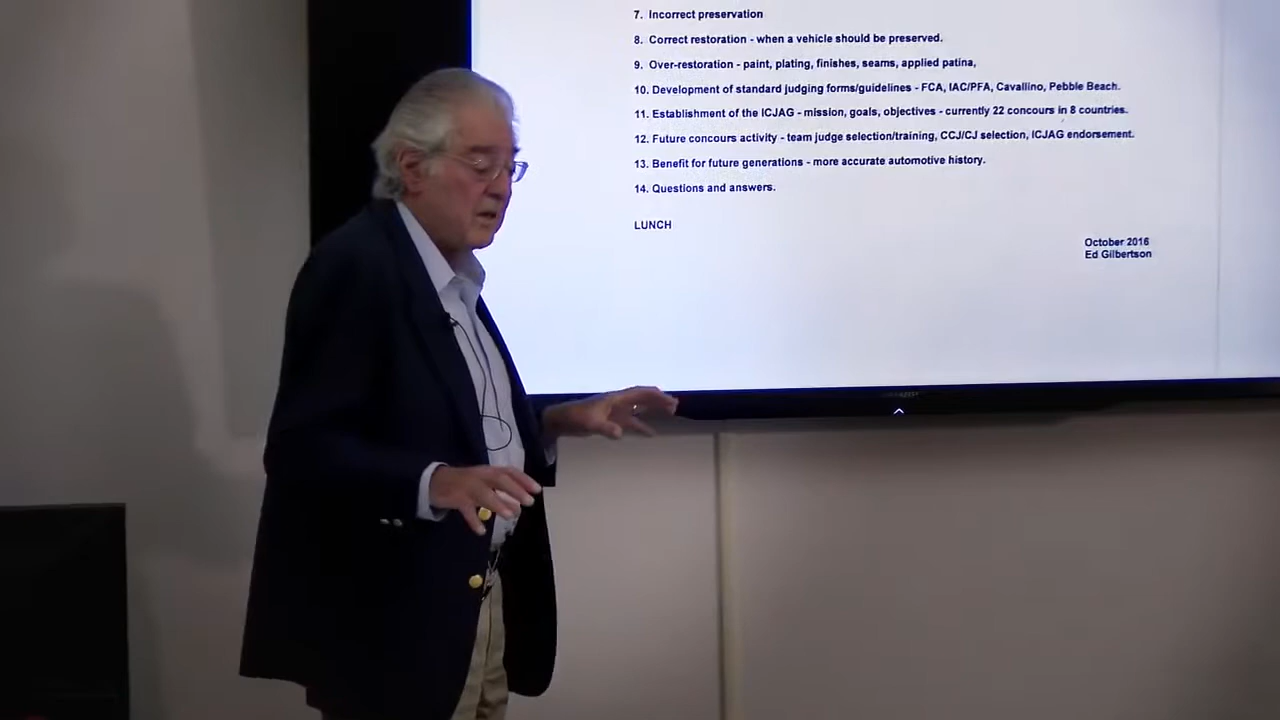 7. Incorrect preservation
8. Correct restoration - when a vehicle should be preserved.
9. Over-restoration - paint, plating, finishes, seams, applied patina,
10. Development of standard judging forms/guidelines - FCA, IAC/PFA, Cavallino, Pebble Beach.
11. Establishment of the ICJAG - mission, goals, objectives - currently 22 concours in 8 countries.
12. Future concours activity - team judge selection/training, CCJ/CJ selection, ICJAG endorsement.
13. Benefit for future generations - more accurate automotive history.
14. Questions and answers.
LUNCH
October 2016
Ed Gilbertson